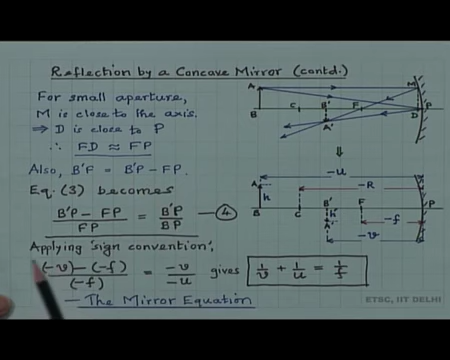 Reflection by a Concave Mirror (contd.)
For small aperture,
M is close to the axis.
⇒ D is close to P
∴ FD ≈ FP
Also, B'F = B'P − FP.
Eq. (3) becomes
(B'P − FP)/FP = B'P/BP — (4)
Applying 'sign convention',
((−v) − (−f))/(−f) = −v/−u gives 1/v + 1/u = 1/f
— The Mirror Equation
A M
B C B' F D P
A'
⇓
−u
A −R
h
B C B' F P
h' −f
A'
−v
ETSC, IIT DELHI